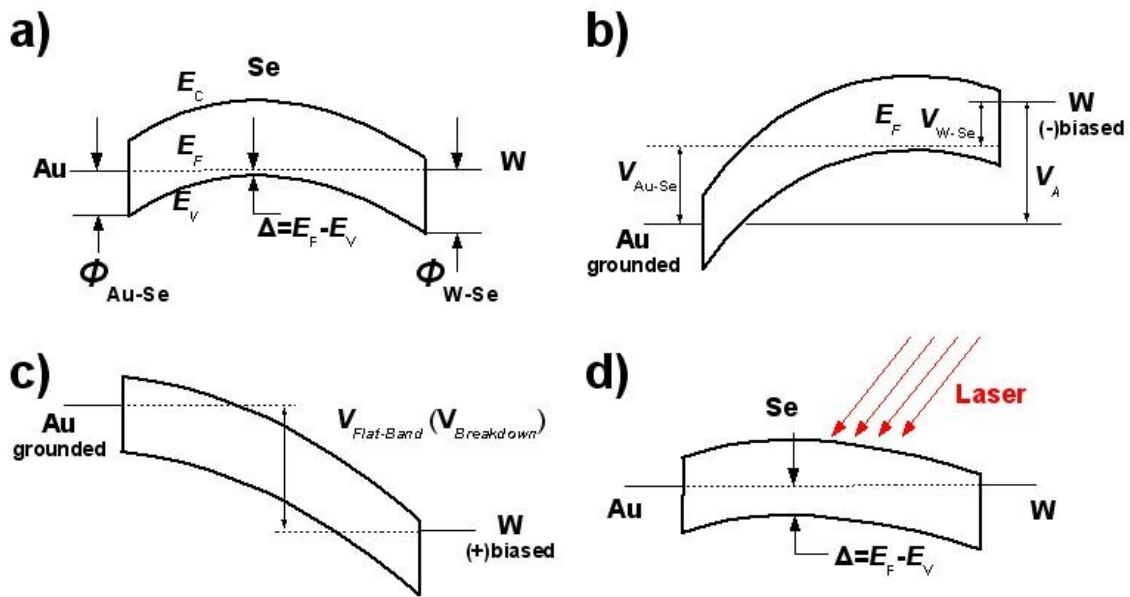 a)
Se
E_C
E_F
Au
W
E_V
Δ=E_F-E_V
Φ_Au-Se
Φ_W-Se
b)
W
(-)biased
E_F
V_W-Se
V_Au-Se
V_A
Au
grounded
c)
Au
grounded
V_Flat-Band (V_Breakdown)
W
(+)biased
d)
Laser
Se
Au
W
Δ=E_F-E_V